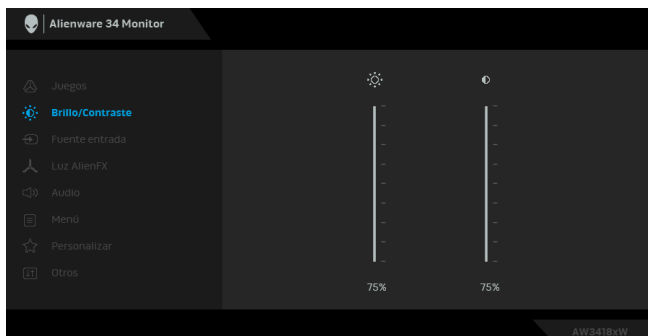 Alienware 34 Monitor
Juegos
Brillo/Contraste
Fuente entrada
Luz AlienFX
Audio
Menú
Personalizar
Otros
75% 75%
AW3418xW